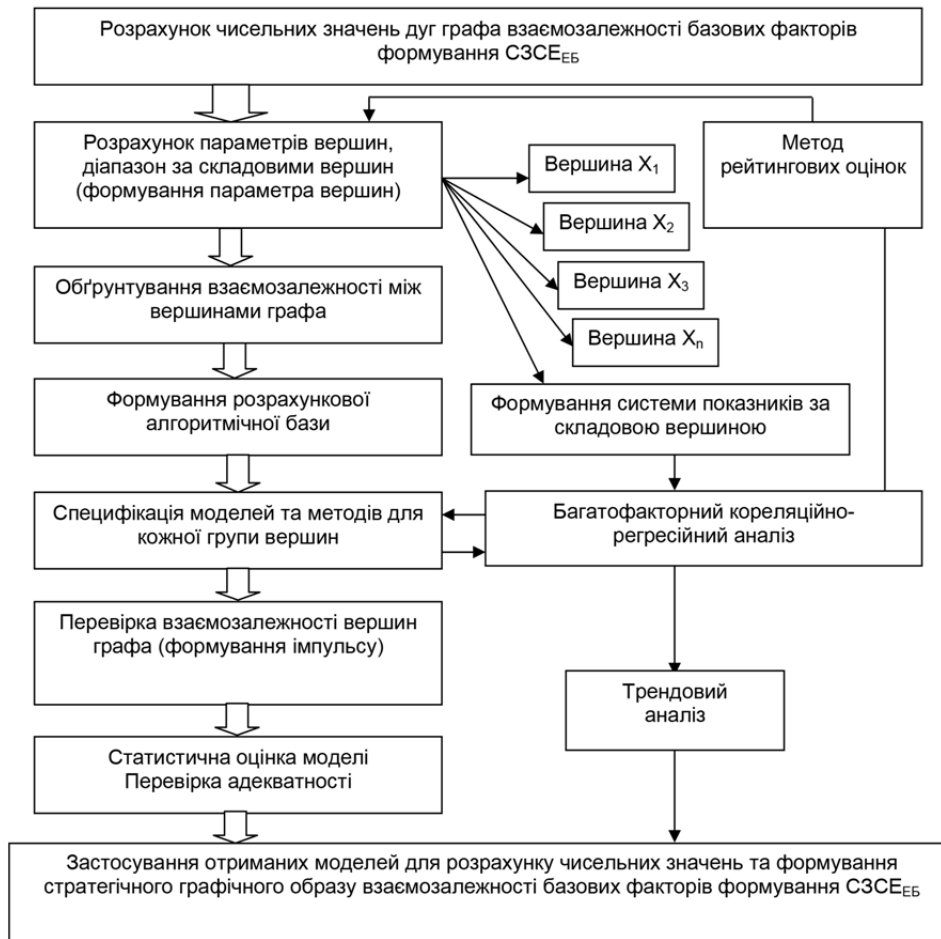 Розрахунок чисельних значень дуг графа взаємозалежності базових факторів
формування СЗСЕЕБ
Розрахунок параметрів вершин,
діапазон за складовими вершин
(формування параметра вершин)
Метод
рейтингових оцінок
Вершина X1
Вершина X2
Вершина X3
Вершина Xn
Обґрунтування взаємозалежності між
вершинами графа
Формування розрахункової
алгоритмічної бази
Формування системи показників за
складовою вершиною
Специфікація моделей та методів для
кожної групи вершин
Багатофакторний кореляційно-
регресійний аналіз
Перевірка взаємозалежності вершин
графа (формування імпульсу)
Трендовий
аналіз
Статистична оцінка моделі
Перевірка адекватності
Застосування отриманих моделей для розрахунку чисельних значень та формування
стратегічного графічного образу взаємозалежності базових факторів формування СЗСЕЕБ